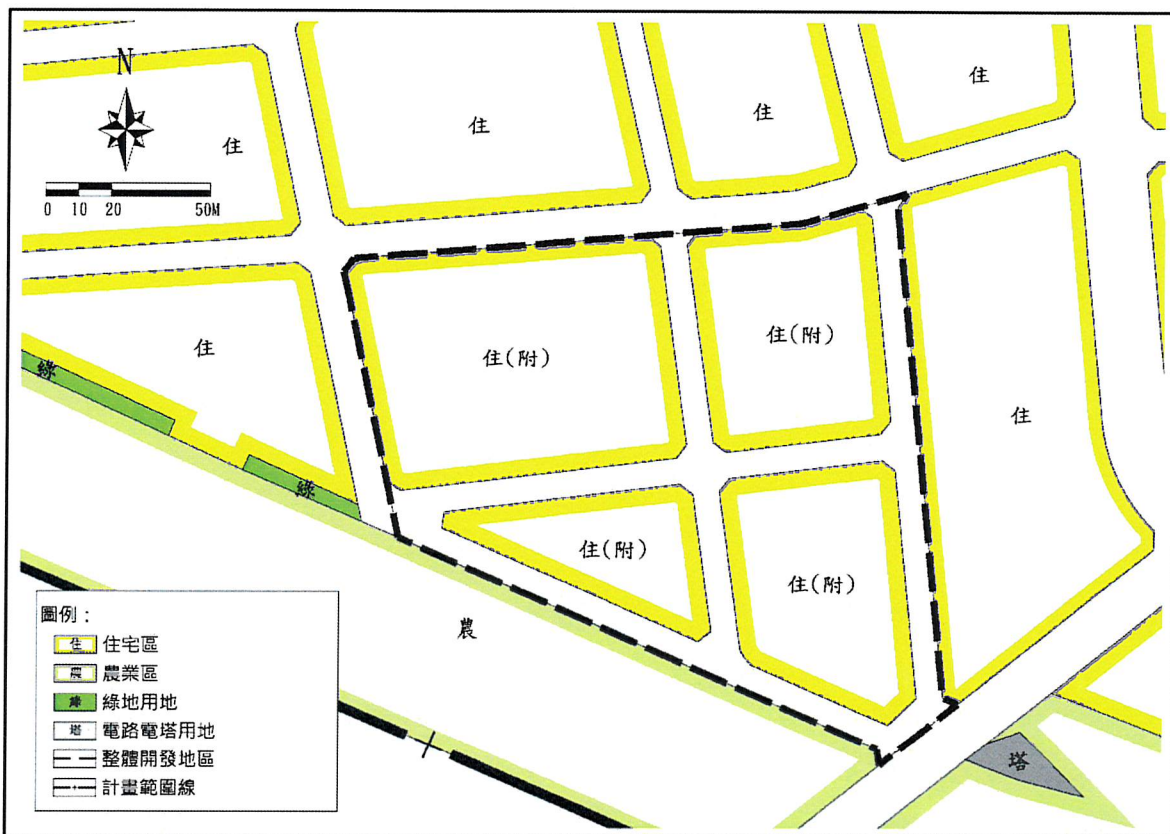 住
住
住
住
N
0 10 20 50M
住
住(附)
住(附)
住
綠
綠
住(附)
住(附)
農
塔
圖例：
住 住宅區
農 農業區
綠 綠地用地
塔 電路電塔用地
整體開發地區
計畫範圍線